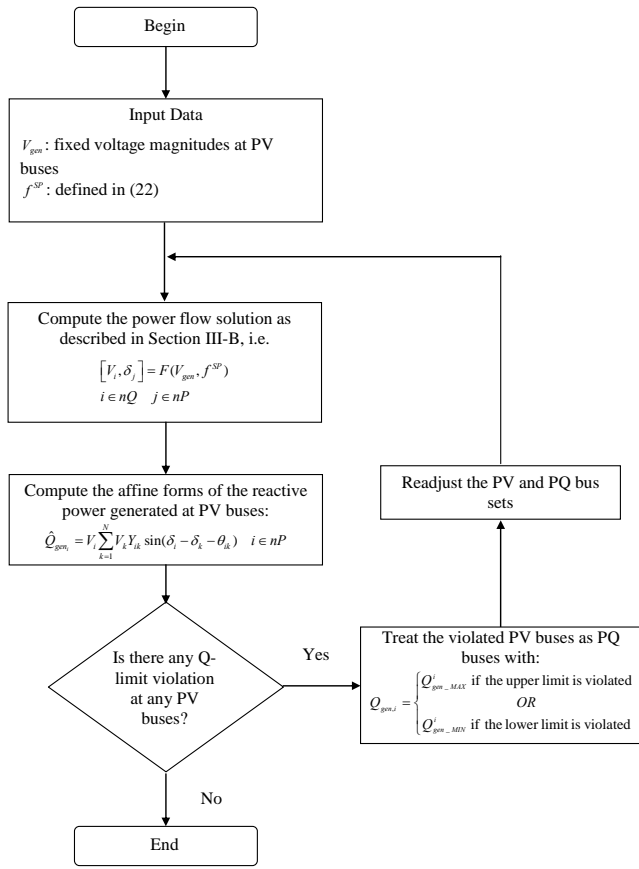 Begin
Input Data
V_gen : fixed voltage magnitudes at PV
buses
f^SP : defined in (22)
Compute the power flow solution as
described in Section III-B, i.e.
[V_i, δ_j] = F(V_gen, f^SP)
i ∈ nQ j ∈ nP
Compute the affine forms of the reactive
power generated at PV buses:
Q̂_gen_i = V_i ∑_{k=1}^{N} V_k Y_ik sin(δ_i − δ_k − θ_ik) i ∈ nP
Is there any Q-
limit violation
at any PV
buses?
Yes
Treat the violated PV buses as PQ
buses with:
Q_gen,i = { Q^i_gen_MAX if the upper limit is violated
OR
Q^i_gen_MIN if the lower limit is violated
Readjust the PV and PQ bus
sets
No
End